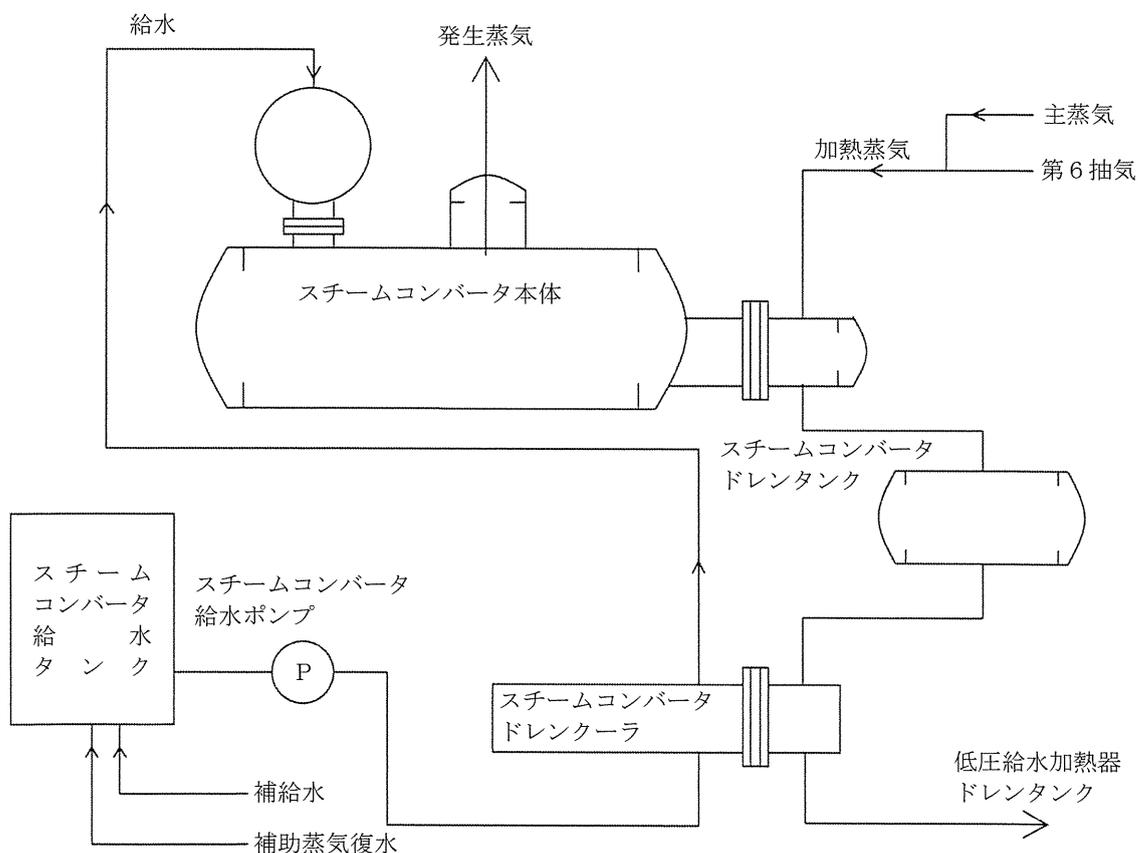 給水
発生蒸気
主蒸気
加熱蒸気
第６抽気
スチームコンバータ本体
スチームコンバータ
ドレンタンク
スチーム
コンバータ
給水
タンク
スチームコンバータ
給水ポンプ
P
スチームコンバータ
ドレンクーラ
低圧給水加熱器
ドレンタンク
補給水
補助蒸気復水